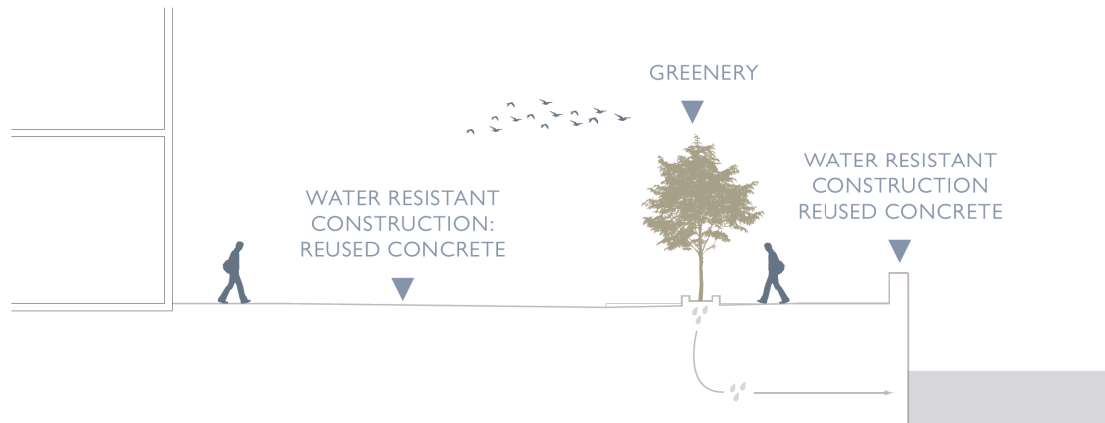 GREENERY
WATER RESISTANT
CONSTRUCTION
REUSED CONCRETE
WATER RESISTANT
CONSTRUCTION:
REUSED CONCRETE